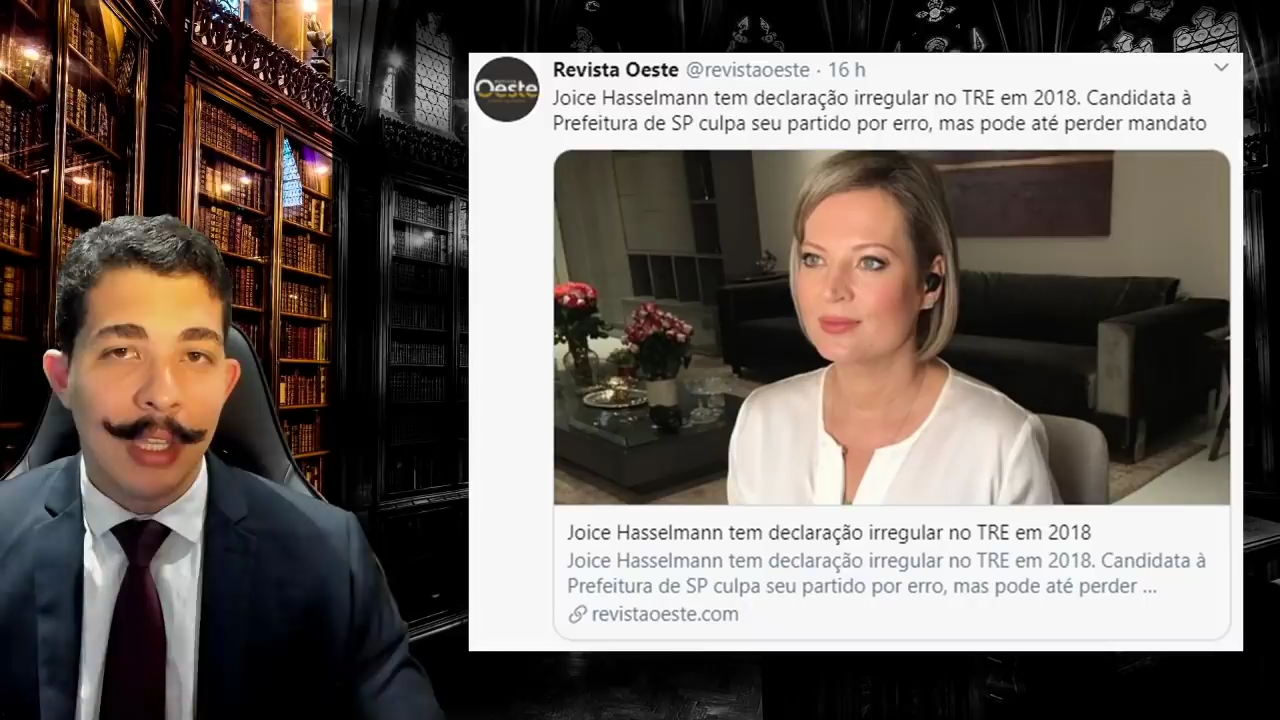 Revista Oeste @revistaoeste · 16 h
Oeste
Joice Hasselmann tem declaração irregular no TRE em 2018. Candidata à
Prefeitura de SP culpa seu partido por erro, mas pode até perder mandato
Joice Hasselmann tem declaração irregular no TRE em 2018
Joice Hasselmann tem declaração irregular no TRE em 2018. Candidata à
Prefeitura de SP culpa seu partido por erro, mas pode até perder ...
revistaoeste.com